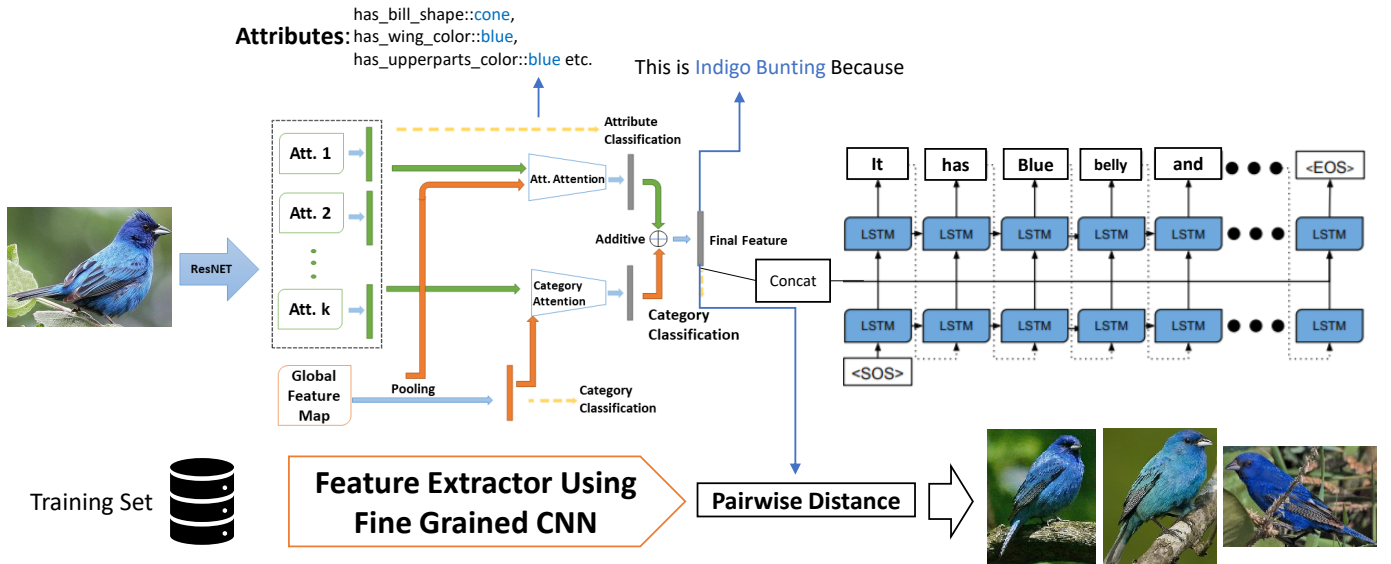 has_bill_shape::cone,
Attributes: has_wing_color::blue,
has_upperparts_color::blue etc.
This is Indigo Bunting Because
Attribute
Classification
Att. 1
Att. Attention
Att. 2
Additive
Final Feature
ResNET
Category
Attention
Concat
Att. k
Category
Classification
Global
Feature
Map
Pooling
Category
Classification
It has Blue belly and <EOS>
LSTM LSTM LSTM LSTM LSTM LSTM
LSTM LSTM LSTM LSTM LSTM LSTM
<SOS>
Training Set
Feature Extractor Using
Fine Grained CNN
Pairwise Distance